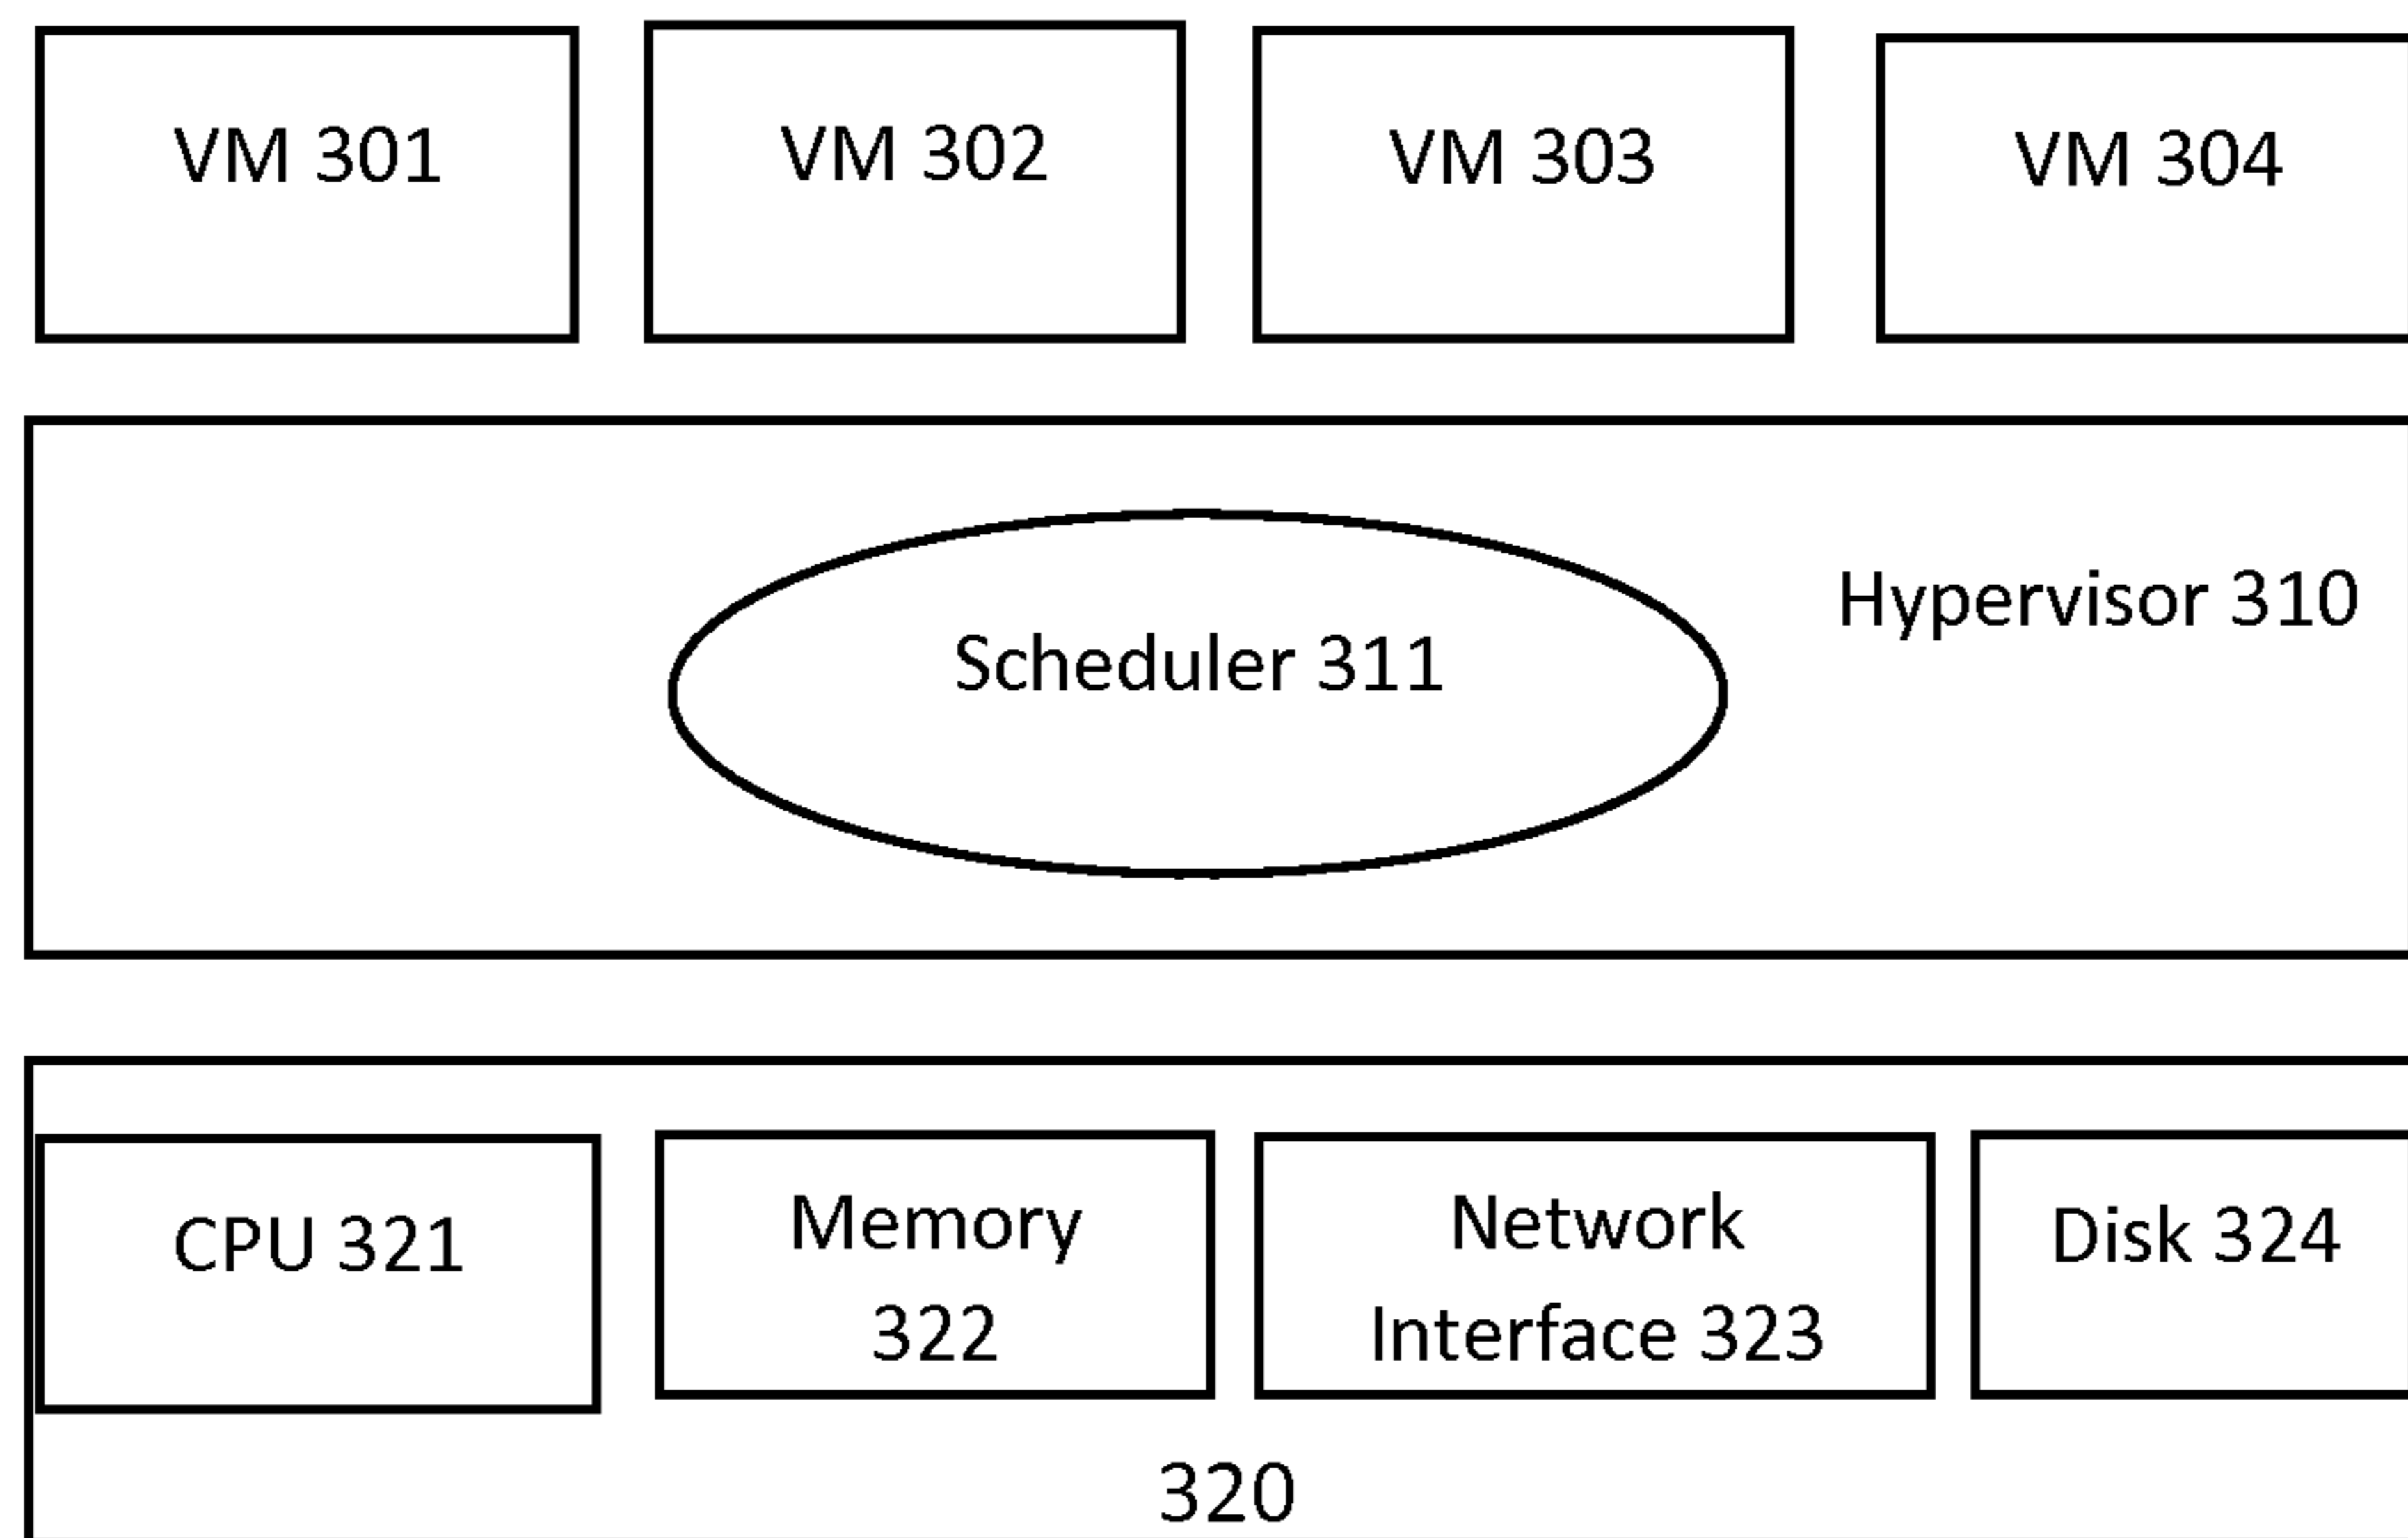 VM 301
VM 302
VM 303
VM 304
Hypervisor 310
Scheduler 311
CPU 321
Memory
322
Network
Interface 323
Disk 324
320